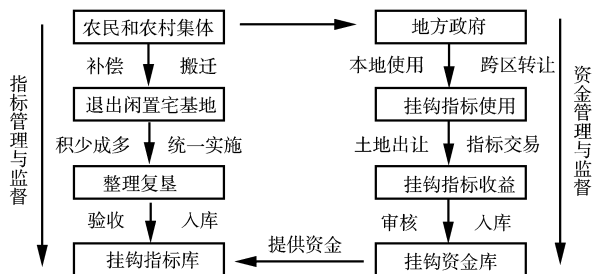 农民和农村集体
地方政府
补偿 搬迁
本地使用 跨区转让
退出闲置宅基地
挂钩指标使用
积少成多 统一实施
土地出让 指标交易
整理复垦
挂钩指标收益
验收 入库
审核 入库
挂钩指标库
提供资金
挂钩资金库
指标管理与监督
资金管理与监督